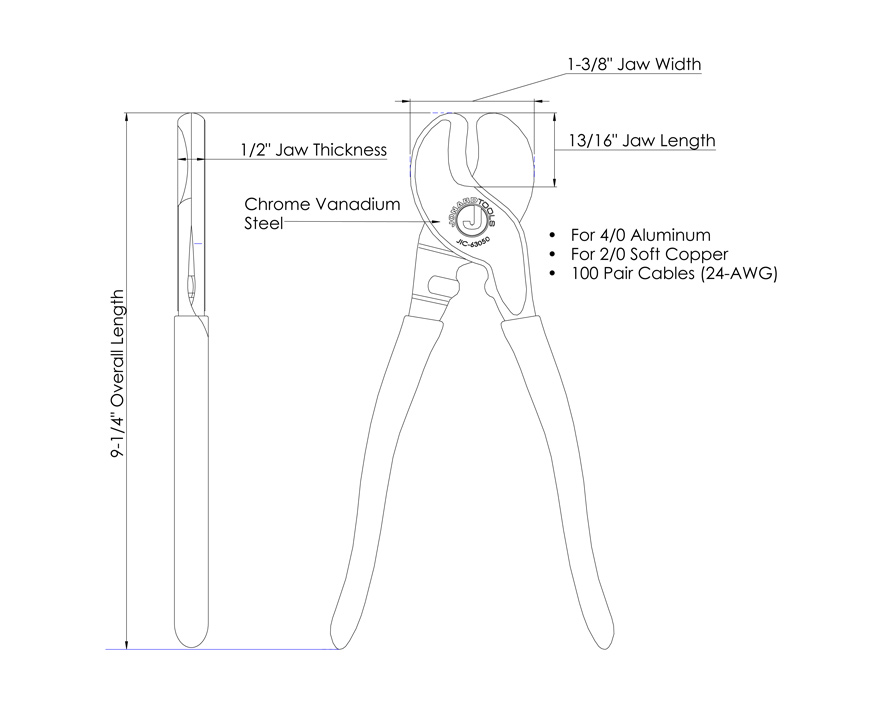 1-3/8" Jaw Width
13/16" Jaw Length
1/2" Jaw Thickness
Chrome Vanadium
Steel
JONARD TOOLS
J
JIC-63050
• For 4/0 Aluminum
• For 2/0 Soft Copper
• 100 Pair Cables (24-AWG)
9-1/4" Overall Length